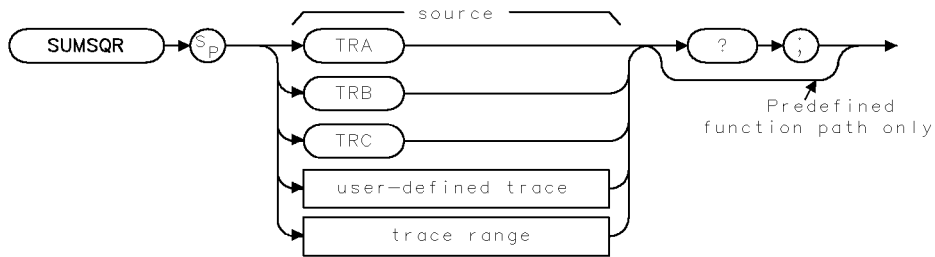 source
SUMSQR SP TRA ? ;
TRB
Predefined
function path only
TRC
user-defined trace
trace range